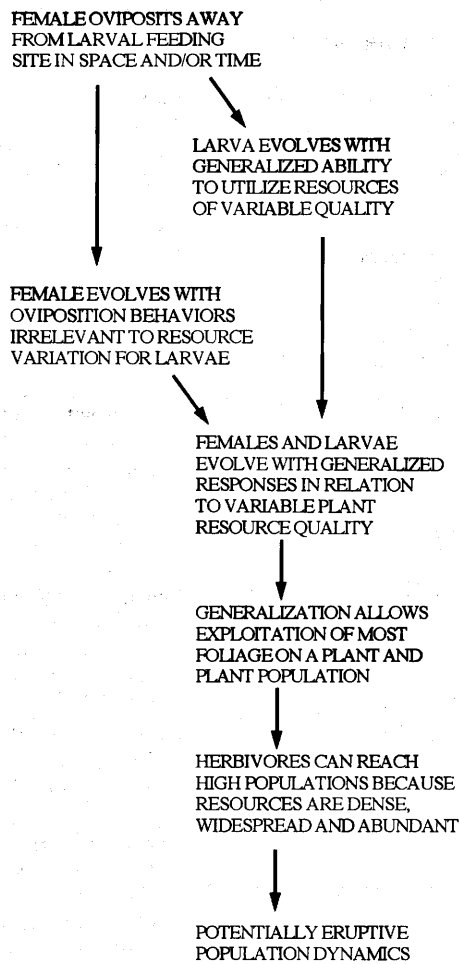 FEMALE OVIPOSITS AWAY
FROM LARVAL FEEDING
SITE IN SPACE AND/OR TIME
LARVA EVOLVES WITH
GENERALIZED ABILITY
TO UTILIZE RESOURCES
OF VARIABLE QUALITY
FEMALE EVOLVES WITH
OVIPOSITION BEHAVIORS
IRRELEVANT TO RESOURCE
VARIATION FOR LARVAE
FEMALES AND LARVAE
EVOLVE WITH GENERALIZED
RESPONSES IN RELATION
TO VARIABLE PLANT
RESOURCE QUALITY
GENERALIZATION ALLOWS
EXPLOITATION OF MOST
FOLIAGE ON A PLANT AND
PLANT POPULATION
HERBIVORES CAN REACH
HIGH POPULATIONS BECAUSE
RESOURCES ARE DENSE,
WIDESPREAD AND ABUNDANT
POTENTIALLY ERUPTIVE
POPULATION DYNAMICS